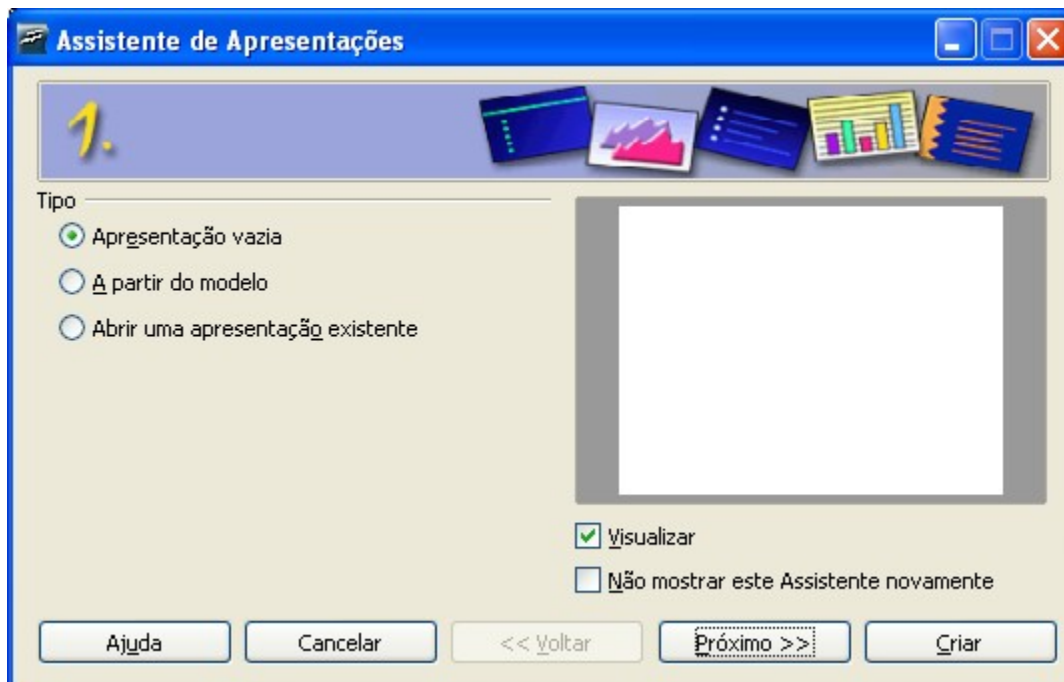 Assistente de Apresentações
1.
Tipo
Apresentação vazia
A partir do modelo
Abrir uma apresentação existente
Visualizar
Não mostrar este Assistente novamente
Ajuda
Cancelar
<< Voltar
Próximo >>
Criar